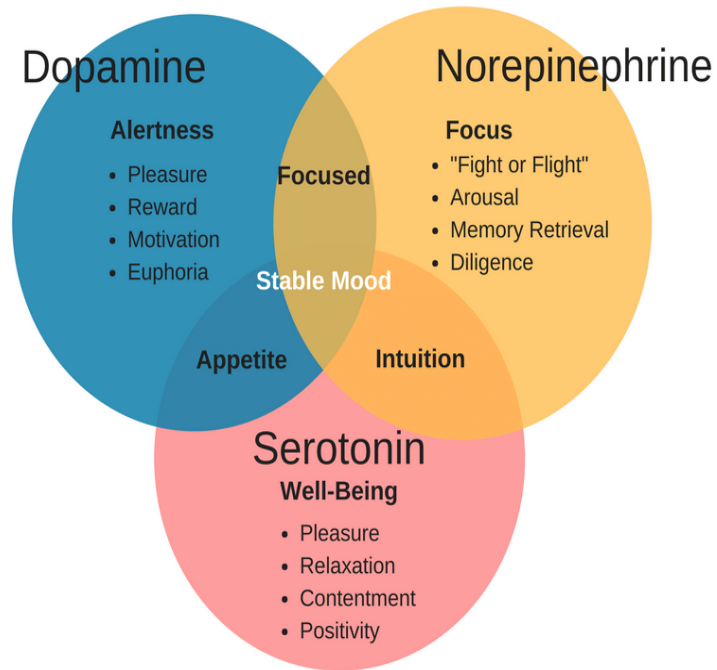 Dopamine
Alertness
• Pleasure
• Reward
• Motivation
• Euphoria
Norepinephrine
Focus
• "Fight or Flight"
• Arousal
• Memory Retrieval
• Diligence
Focused
Stable Mood
Appetite
Intuition
Serotonin
Well-Being
• Pleasure
• Relaxation
• Contentment
• Positivity